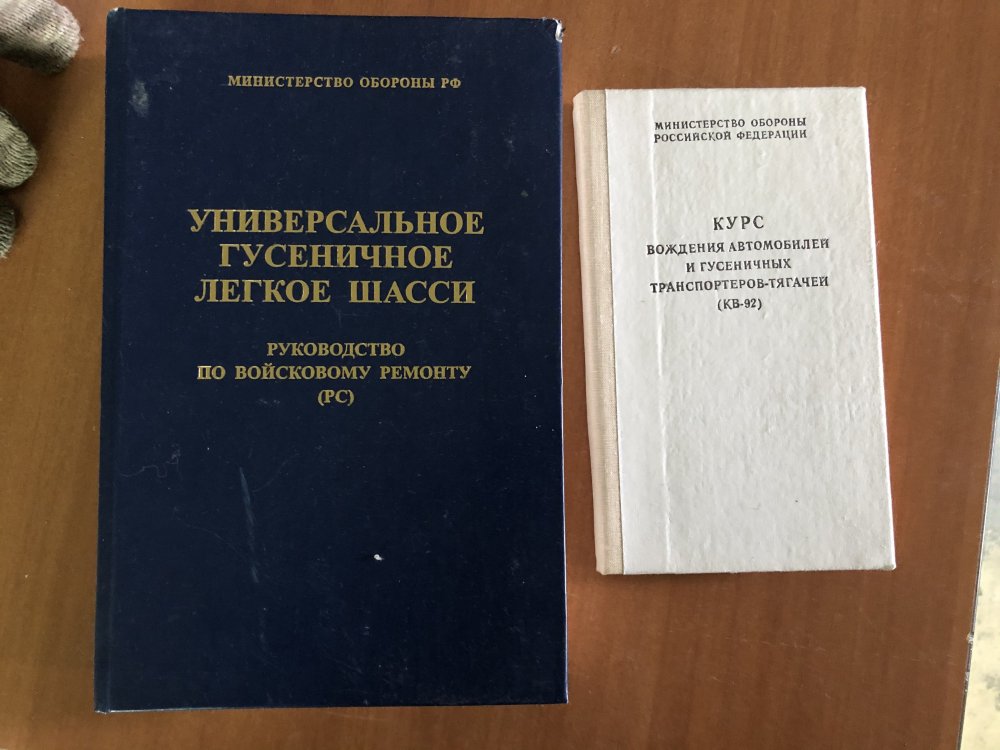 МИНИСТЕРСТВО ОБОРОНЫ РФ
УНИВЕРСАЛЬНОЕ
ГУСЕНИЧНОЕ
ЛЕГКОЕ ШАССИ
РУКОВОДСТВО
ПО ВОЙСКОВОМУ РЕМОНТУ
(РС)
МИНИСТЕРСТВО ОБОРОНЫ
РОССИЙСКОЙ ФЕДЕРАЦИИ
КУРС
ВОЖДЕНИЯ АВТОМОБИЛЕЙ
И ГУСЕНИЧНЫХ
ТРАНСПОРТЕРОВ-ТЯГАЧЕЙ
(КВ-92)